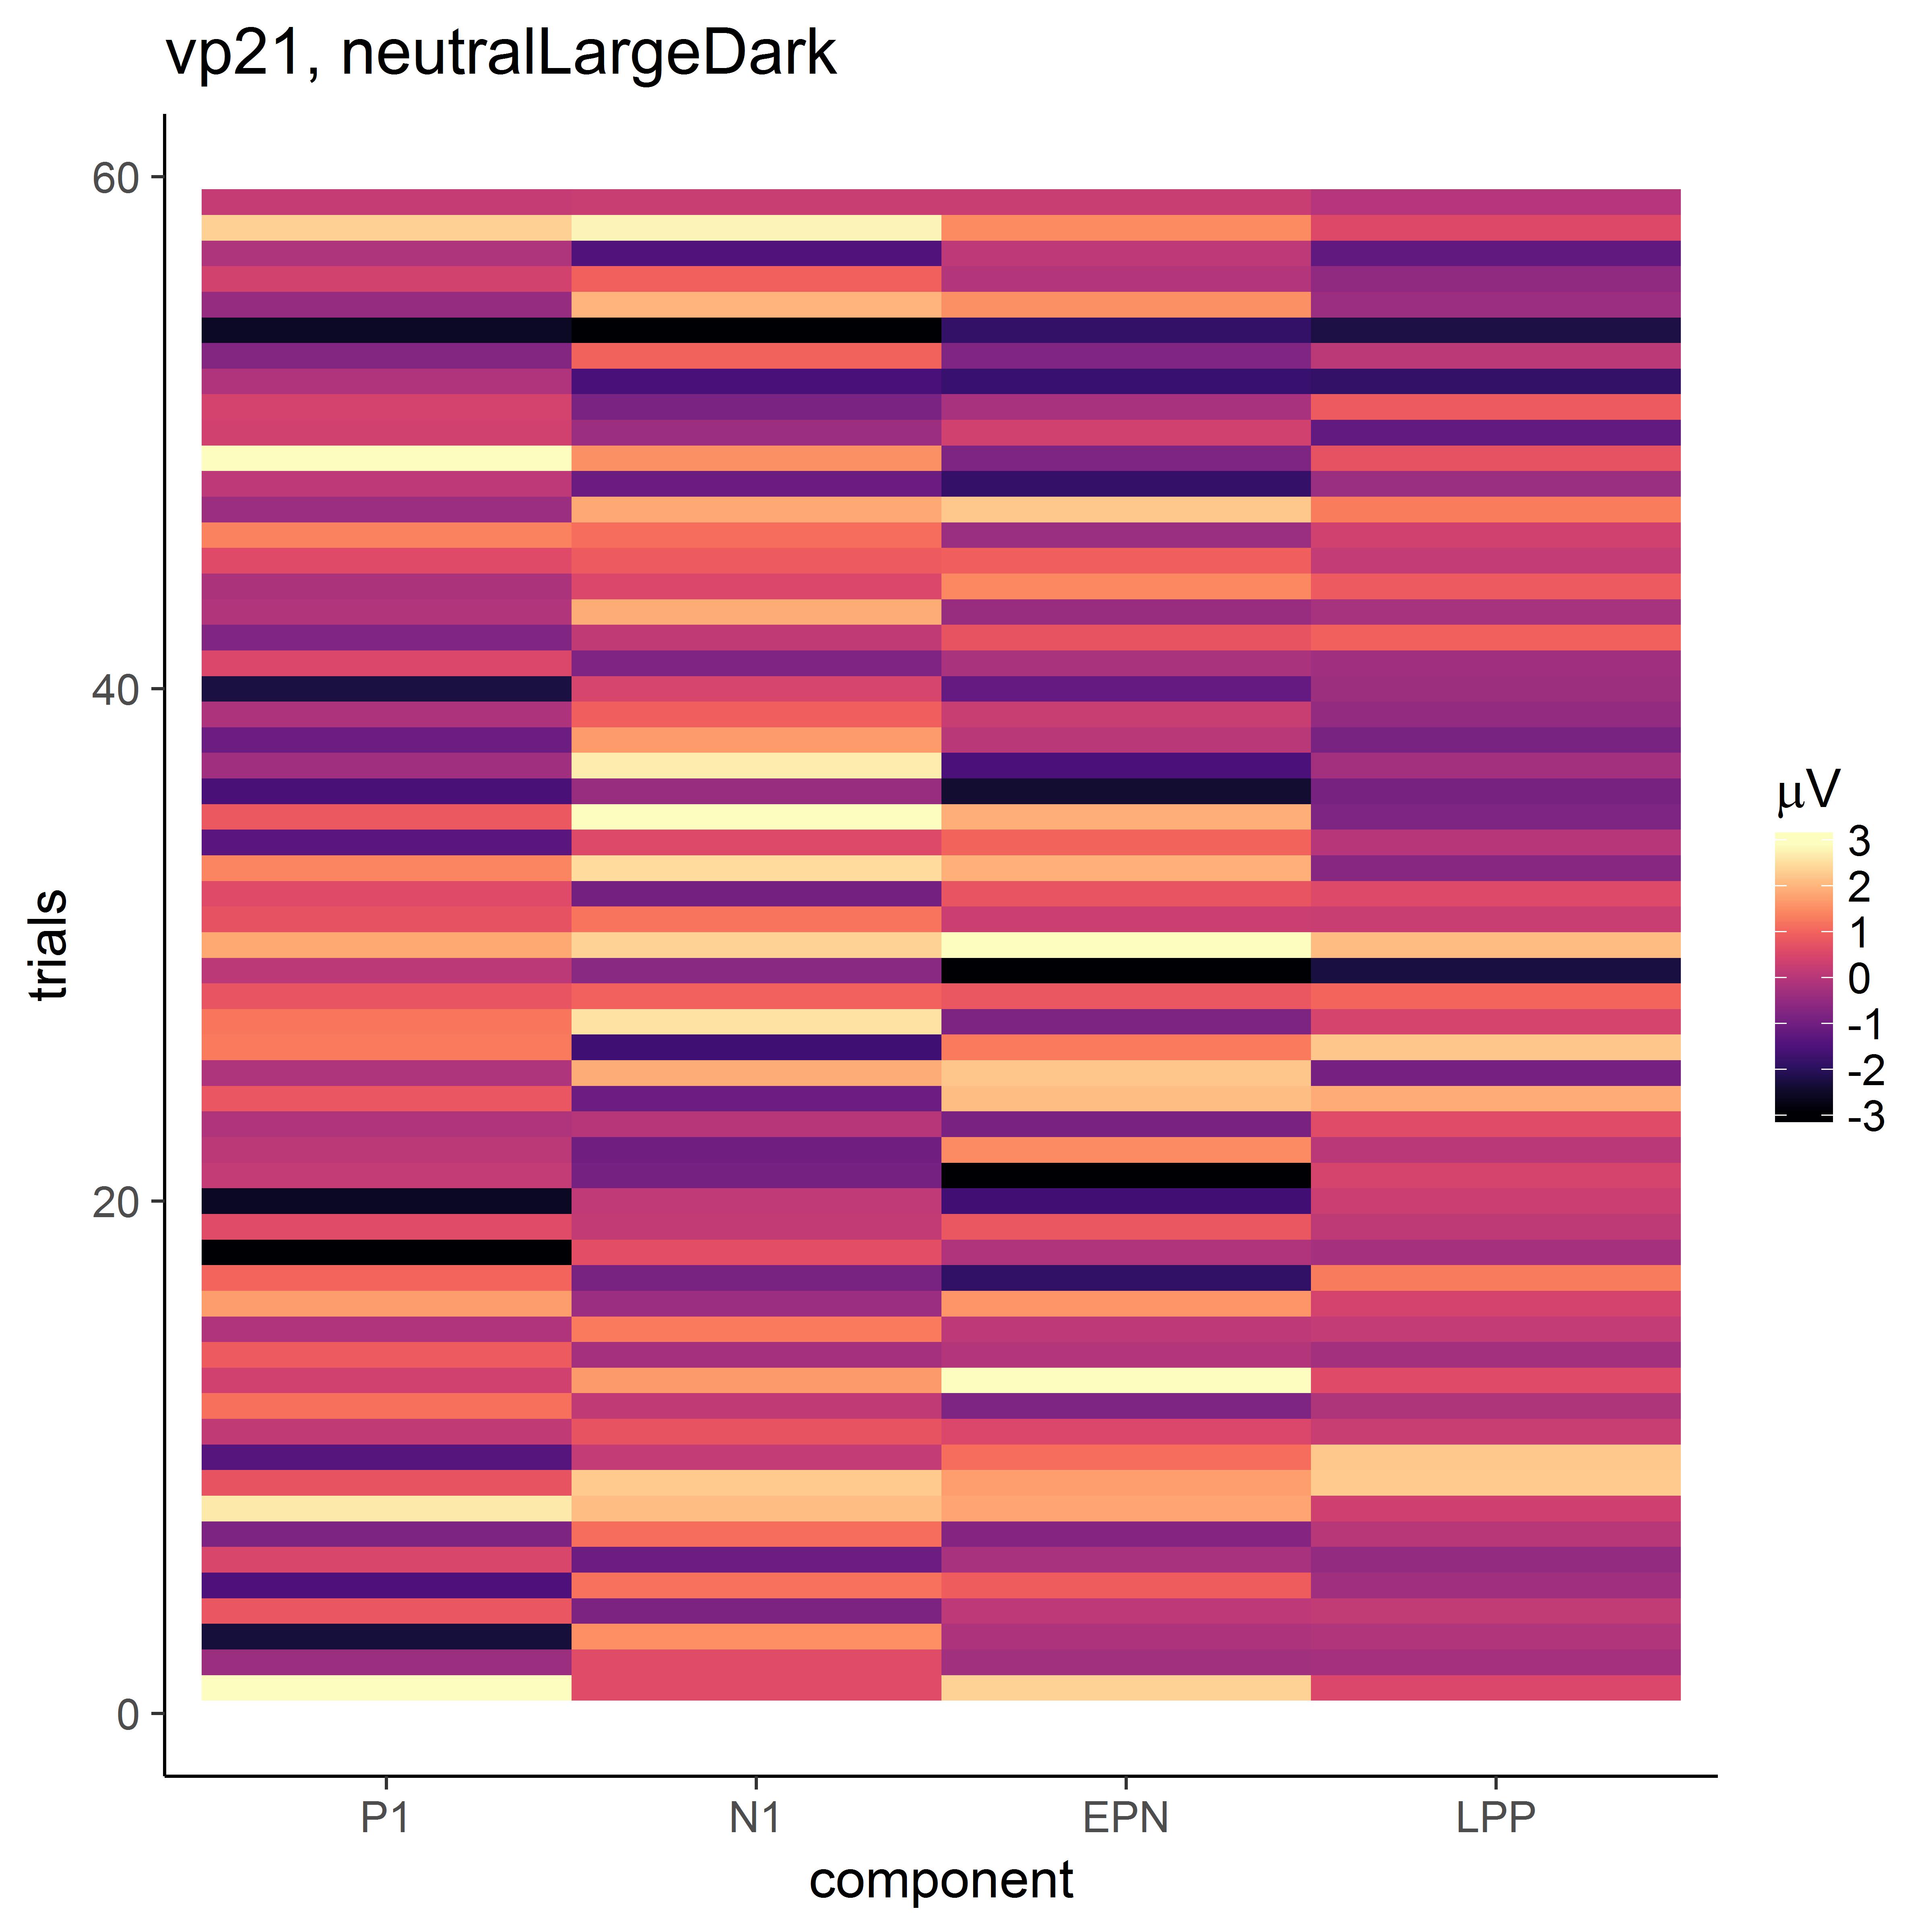 vp21, neutralLargeDark
60
40
20
0
trials
P1 N1 EPN LPP
component
μV
3
2
1
0
-1
-2
-3